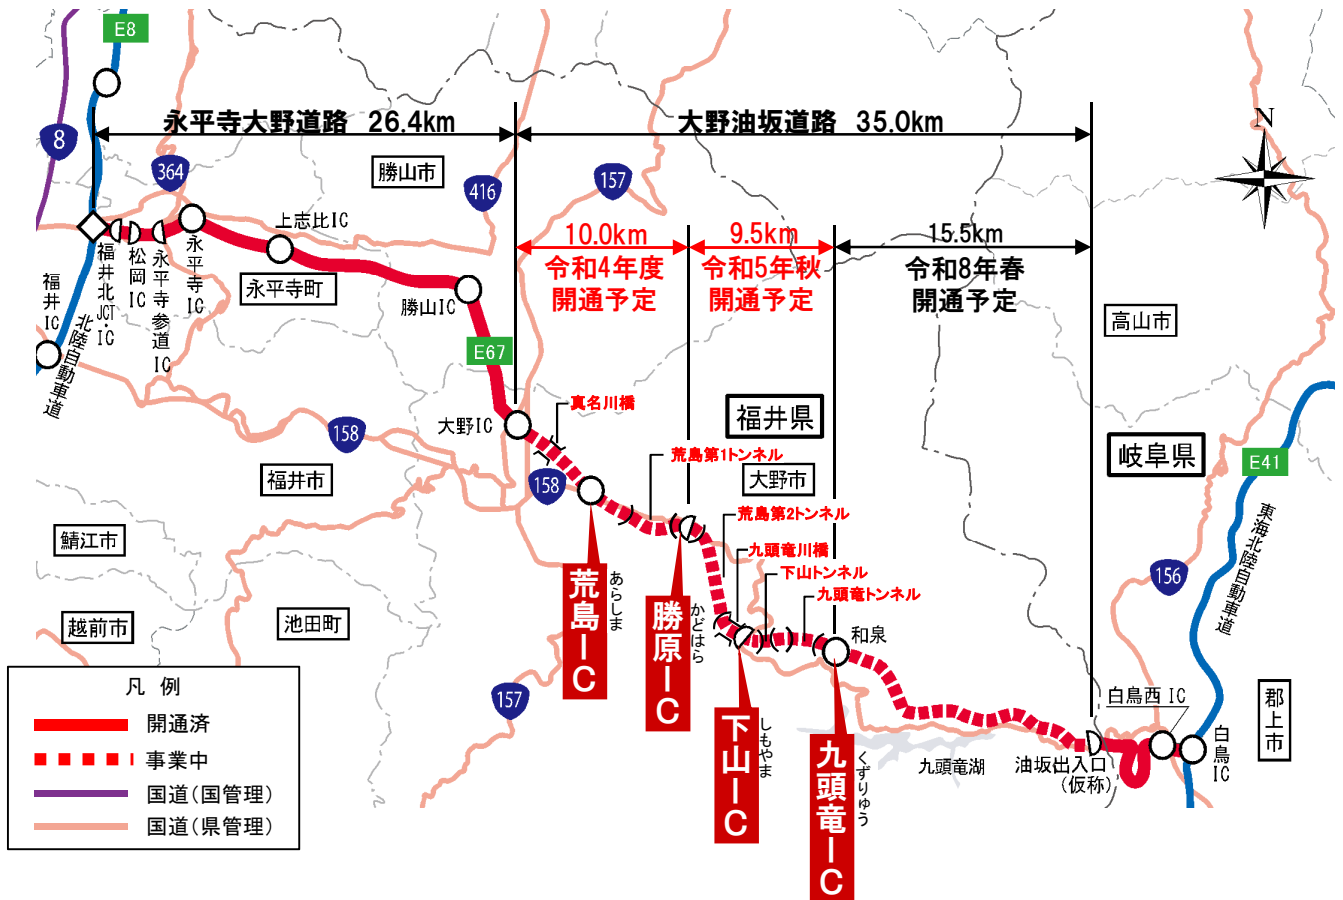 E8
8
永平寺大野道路 26.4km
大野油坂道路 35.0km
N
364
勝山市
416
157
上志比IC
10.0km
令和4年度
開通予定
9.5km
令和5年秋
開通予定
15.5km
令和8年春
開通予定
福井北JCT・IC
松岡IC
永平寺参道IC
永平寺IC
永平寺町
勝山IC
福井IC
北陸自動車道
高山市
E67
真名川橋
大野IC
158
福井県
荒島第1トンネル
岐阜県
E41
福井市
158
大野市
荒島第2トンネル
東海北陸自動車道
鯖江市
九頭竜川橋
下山トンネル
156
荒島IC
あらしま
勝原IC
かどはら
九頭竜トンネル
越前市
池田町
和泉
157
下山IC
しもやま
九頭竜IC
くずりゅう
白鳥西 IC
郡上市
白鳥IC
九頭竜湖
油坂出入口
(仮称)
凡 例
開通済
事業中
国道(国管理)
国道(県管理)